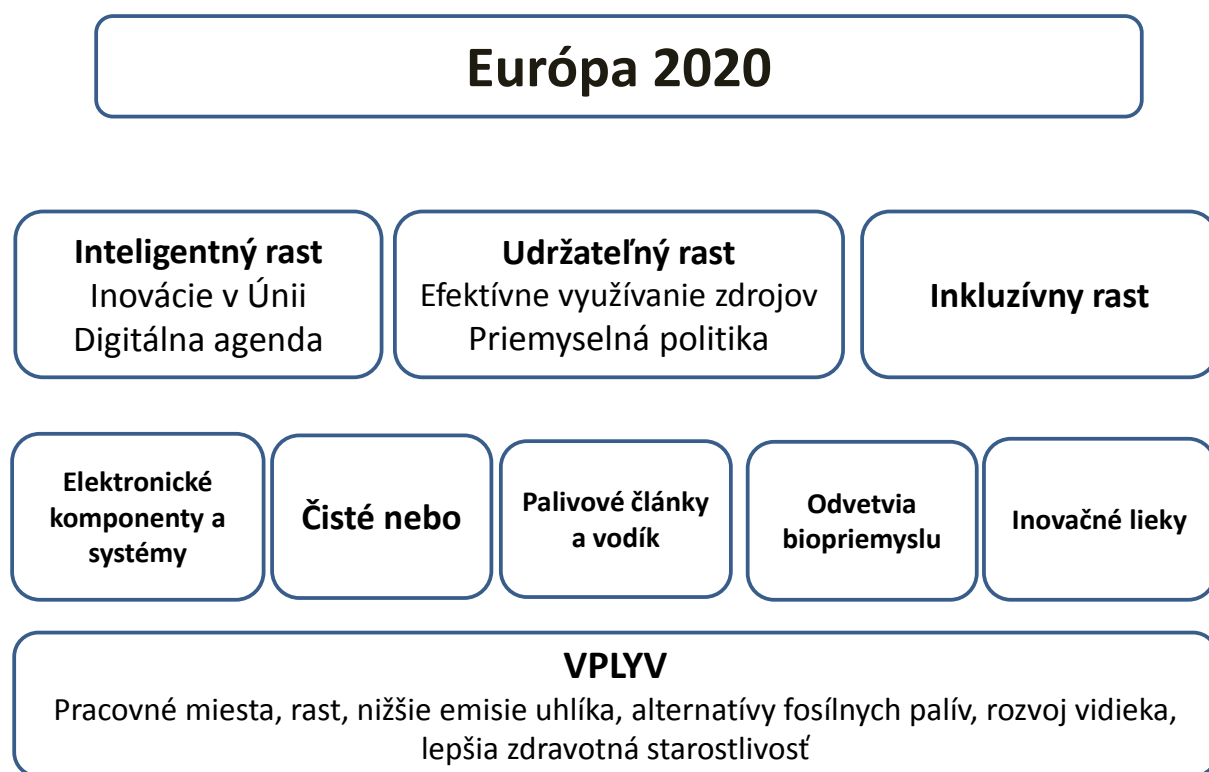 Európa 2020
Inteligentný rast
Inovácie v Únii
Digitálna agenda
Udržateľný rast
Efektívne využívanie zdrojov
Priemyselná politika
Inkluzívny rast
Elektronické
komponenty a
systémy
Čisté nebo
Palivové články
a vodík
Odvetvia
biopriemyslu
Inovačné lieky
VPLYV
Pracovné miesta, rast, nižšie emisie uhlíka, alternatívy fosílnych palív, rozvoj vidieka,
lepšia zdravotná starostlivosť